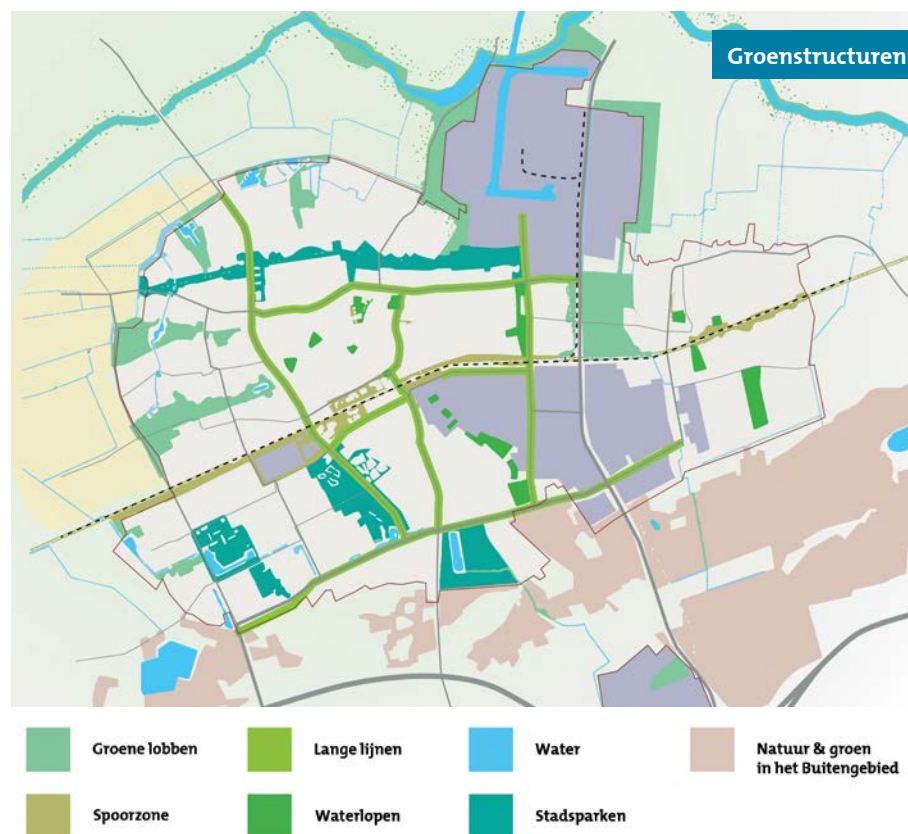 Groenstructuren
Groene lobben
Lange lijnen
Water
Natuur & groen
in het Buitengebied
Spoorzone
Waterlopen
Stadsparken